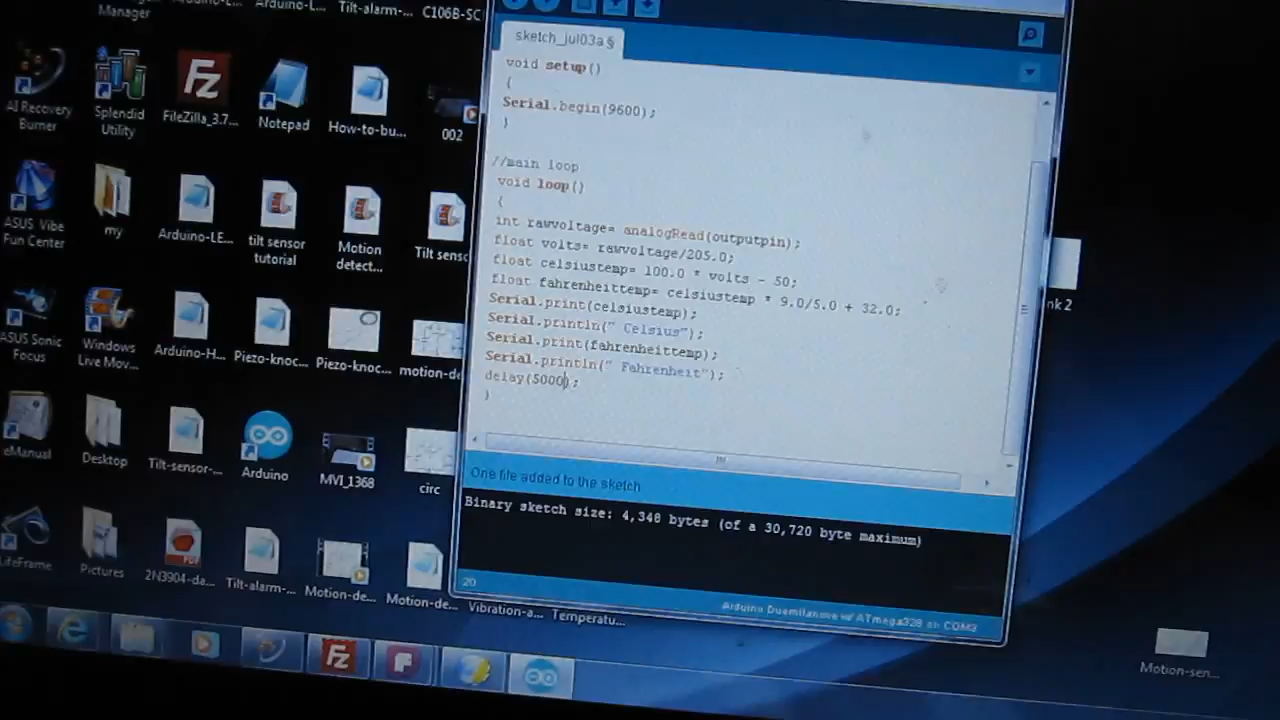 Manager
Arduino-L...
Arduino-L...
Tilt-alarm-...
C106B-SC
AI Recovery
Burner
Splendid
Utility
FileZilla_3.7...
Notepad
How-to-bu...
002
ASUS Vibe
Fun Center
my
Arduino-LE...
tilt sensor
tutorial
Motion
detect...
Tilt senso
ASUS Sonic
Focus
Windows
Live Mov...
Arduino-H...
Piezo-knoc...
Piezo-knoc...
motion-de
eManual
Desktop
Tilt-sensor-...
Arduino
MVI_1368
circ
LifeFrame
Pictures
2N3904-da...
Tilt-alarm-...
Motion-de...
Motion-de...
Vibration-a...
Temperatu...
sketch_jul03a §
void setup()
{
Serial.begin(9600);
}
//main loop
void loop()
{
int rawvoltage= analogRead(outputpin);
float volts= rawvoltage/205.0;
float celsiustemp= 100.0 * volts - 50;
float fahrenheittemp= celsiustemp * 9.0/5.0 + 32.0;
Serial.print(celsiustemp);
Serial.println(" Celsius");
Serial.print(fahrenheittemp);
Serial.println(" Fahrenheit");
delay(5000);
}
One file added to the sketch
Binary sketch size: 4,348 bytes (of a 30,720 byte maximum)
20
Arduino Duemilanove w/ ATmega328 on COM3
nk 2
Motion-sen...